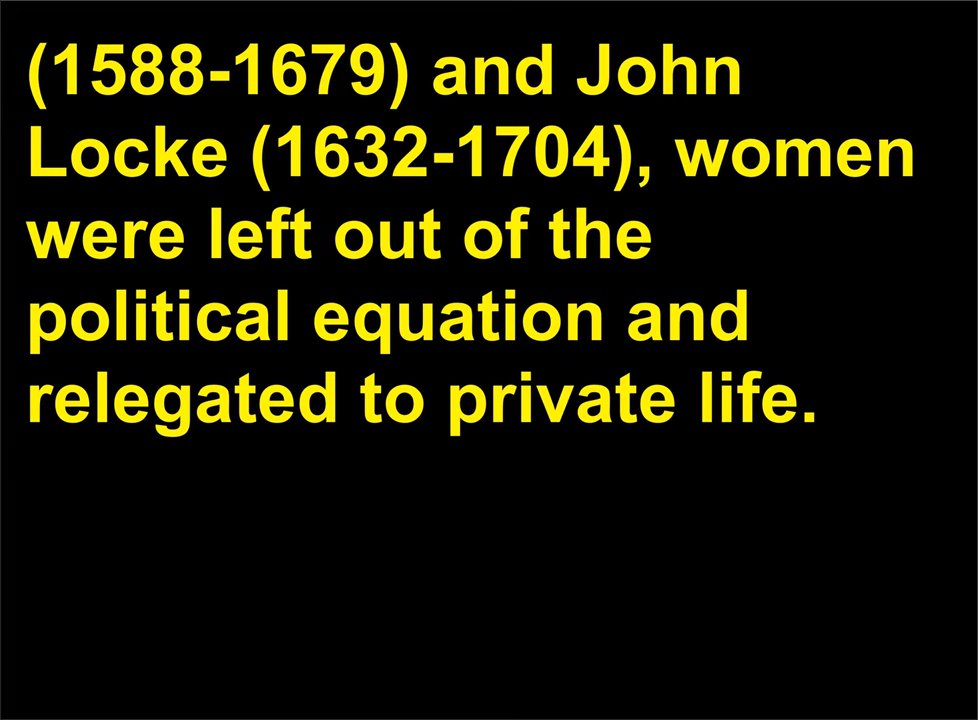 (1588-1679) and John
Locke (1632-1704), women
were left out of the
political equation and
relegated to private life.